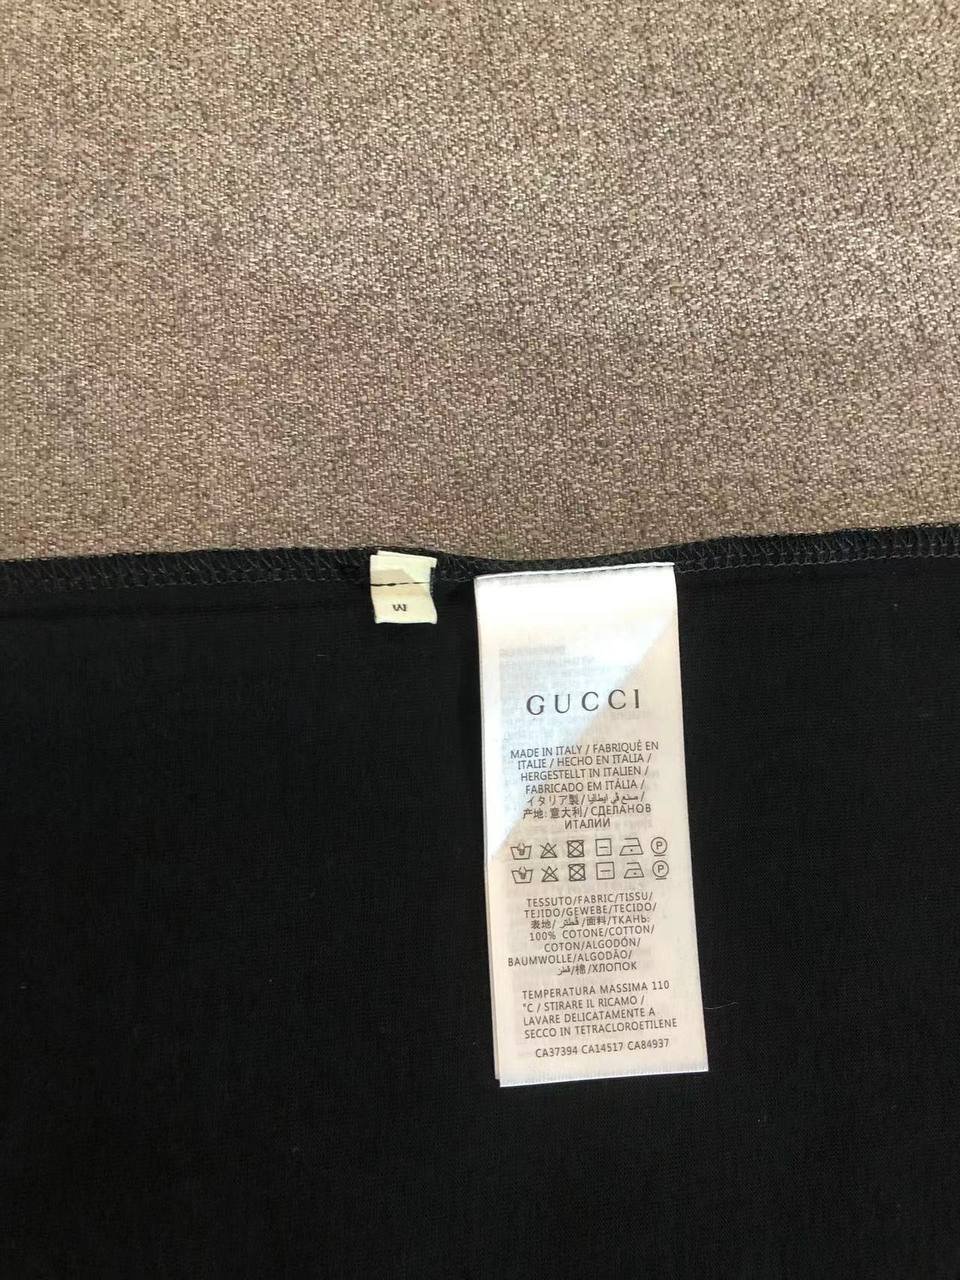 M
GUCCI
MADE IN ITALY / FABRIQUÉ EN
ITALIE / HECHO EN ITALIA /
HERGESTELLT IN ITALIEN /
FABRICADO EM ITÁLIA /
イタリア製/ صنع في ايطاليا /
产地: 意大利/ СДЕЛАНОВ
ИТАЛИИ
P
P
TESSUTO/FABRIC/TISSU/
TEJIDO/GEWEBE/TECIDO/
表地/ قطنز /面料/ТКАНЬ:
100% COTONE/COTTON/
COTON/ALGODÓN/
BAUMWOLLE/ALGODÃO/
قطن/棉/ХЛОПОК
TEMPERATURA MASSIMA 110
°C / STIRARE IL RICAMO /
LAVARE DELICATAMENTE A
SECCO IN TETRACLOROETILENE
CA37394 CA14517 CA84937